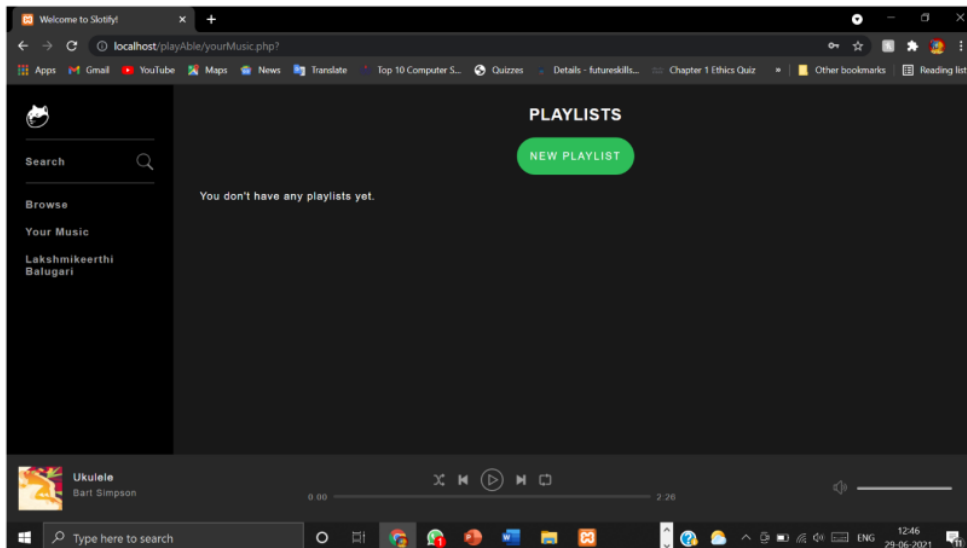 Welcome to Slotify!
localhost/playAble/yourMusic.php?
Apps Gmail YouTube Maps News Translate Top 10 Computer S... Quizzes Details - futureskills... Chapter 1 Ethics Quiz » Other bookmarks Reading list
PLAYLISTS
NEW PLAYLIST
You don't have any playlists yet.
Search
Browse
Your Music
Lakshmikeerthi
Balugari
Ukulele
Bart Simpson
0:00
2:26
Type here to search
ENG
12:46
29-06-2021